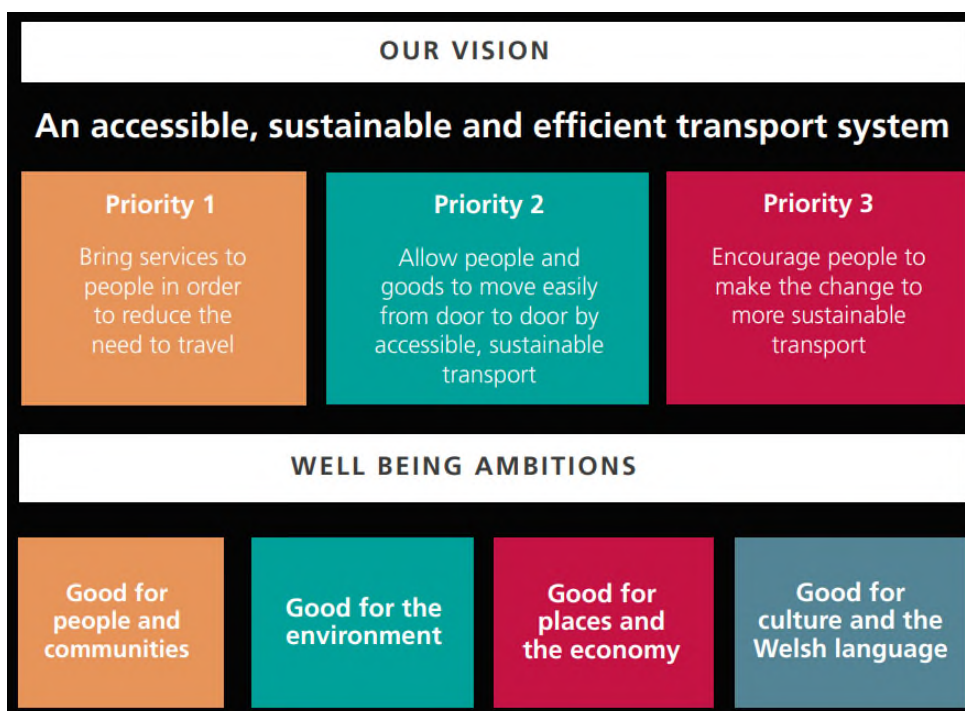 OUR VISION
An accessible, sustainable and efficient transport system
Priority 1
Bring services to
people in order
to reduce the
need to travel
Priority 2
Allow people and
goods to move easily
from door to door by
accessible, sustainable
transport
Priority 3
Encourage people to
make the change to
more sustainable
transport
WELL BEING AMBITIONS
Good for
people and
communities
Good for the
environment
Good for
places and
the economy
Good for
culture and the
Welsh language